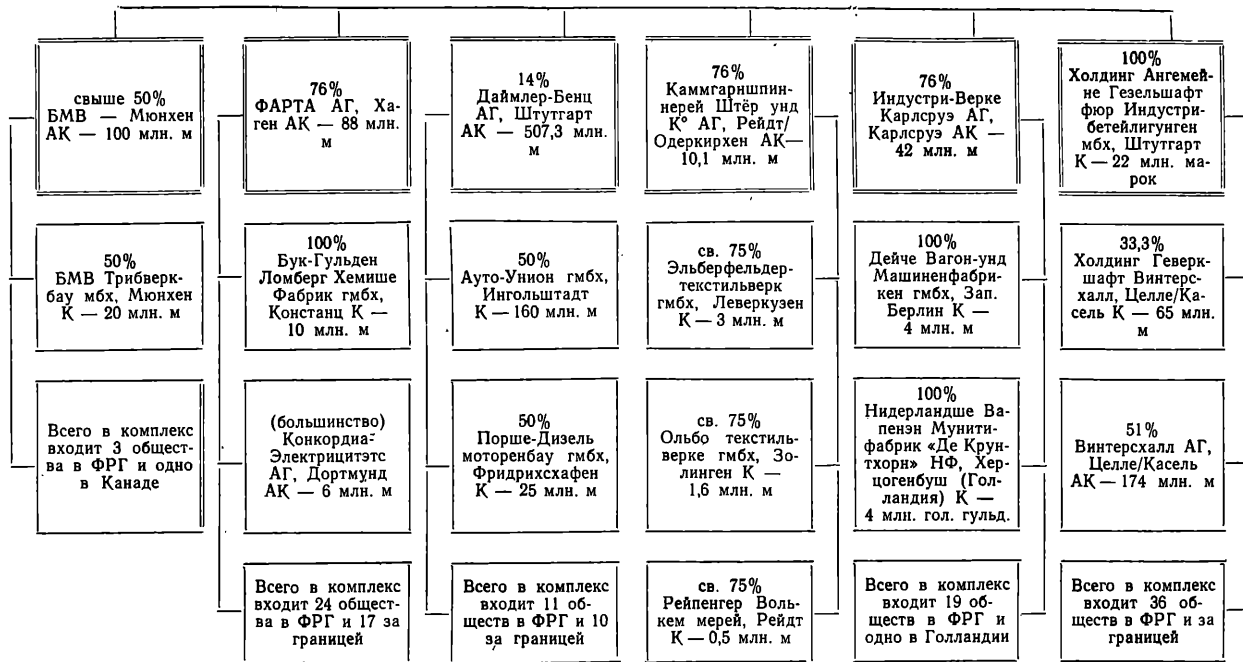 свыше 50%
БМВ — Мюнхен
АК — 100 млн. м
76%
ФАРТА АГ, Ха-
ген АК — 88 млн.
м
14%
Даймлер-Бенц
АГ, Штутгарт
АК — 507,3 млн.
м
76%
Каммгарншпин-
нерей Штёр унд
К° АГ, Рейдт/
Одеркирхен АК—
10,1 млн. м
76%
Индустри-Верке
Карлсруэ АГ,
Карлсруэ АК —
42 млн. м
100%
Холдинг Ангемей-
не Гезельшафт
фюр Индустри-
бетейлигунген
мбх, Штутгарт
К — 22 млн. ма-
рок
50%
БМВ Трибверк-
бау мбх, Мюнхен
К — 20 млн. м
100%
Бук-Гульден
Ломберг Хемише
Фабрик гмбх,
Констанц К —
10 млн. м
50%
Ауто-Унион гмбх,
Ингольштадт
К — 160 млн. м
св. 75%
Эльберфельдер-
текстильверк
гмбх, Леверкузен
К — 3 млн. м
100%
Дейче Вагон-унд
Машиненфабри-
кен гмбх, Зап.
Берлин К —
4 млн. м
33,3%
Холдинг Геверк-
шафт Винтерс-
халл, Целле/Ка-
сель К — 65 млн.
м
Всего в комплекс
входит 3 общест-
ва в ФРГ и одно
в Канаде
(большинство)
Конкордиа-
Электрицитэтс
АГ, Дортмунд
АК — 6 млн. м
50%
Порше-Дизель
моторенбау гмбх,
Фридрихсхафен
К — 25 млн. м
св. 75%
Ольбо текстиль-
верке гмбх, Зо-
линген К —
1,6 млн. м
100%
Нидерландше Ва-
пенэн Мунити-
фабрик «Де Крун-
тхорн» НФ, Хер-
цогенбуш (Гол-
ландия) К —
4 млн. гол. гульд.
51%
Винтерсхалл АГ,
Целле/Касель
АК — 174 млн. м
Всего в комплекс
входит 24 общест-
ва в ФРГ и 17 за
границей
Всего в комплекс
входит 11 об-
ществ в ФРГ и 10
за границей
св. 75%
Рейпенгер Воль-
кем мерей, Рейдт
К — 0,5 млн. м
Всего в комплекс
входит 19 об-
ществ в ФРГ и
одно в Голландии
Всего в комплекс
входит 36 об-
ществ в ФРГ и за
границей